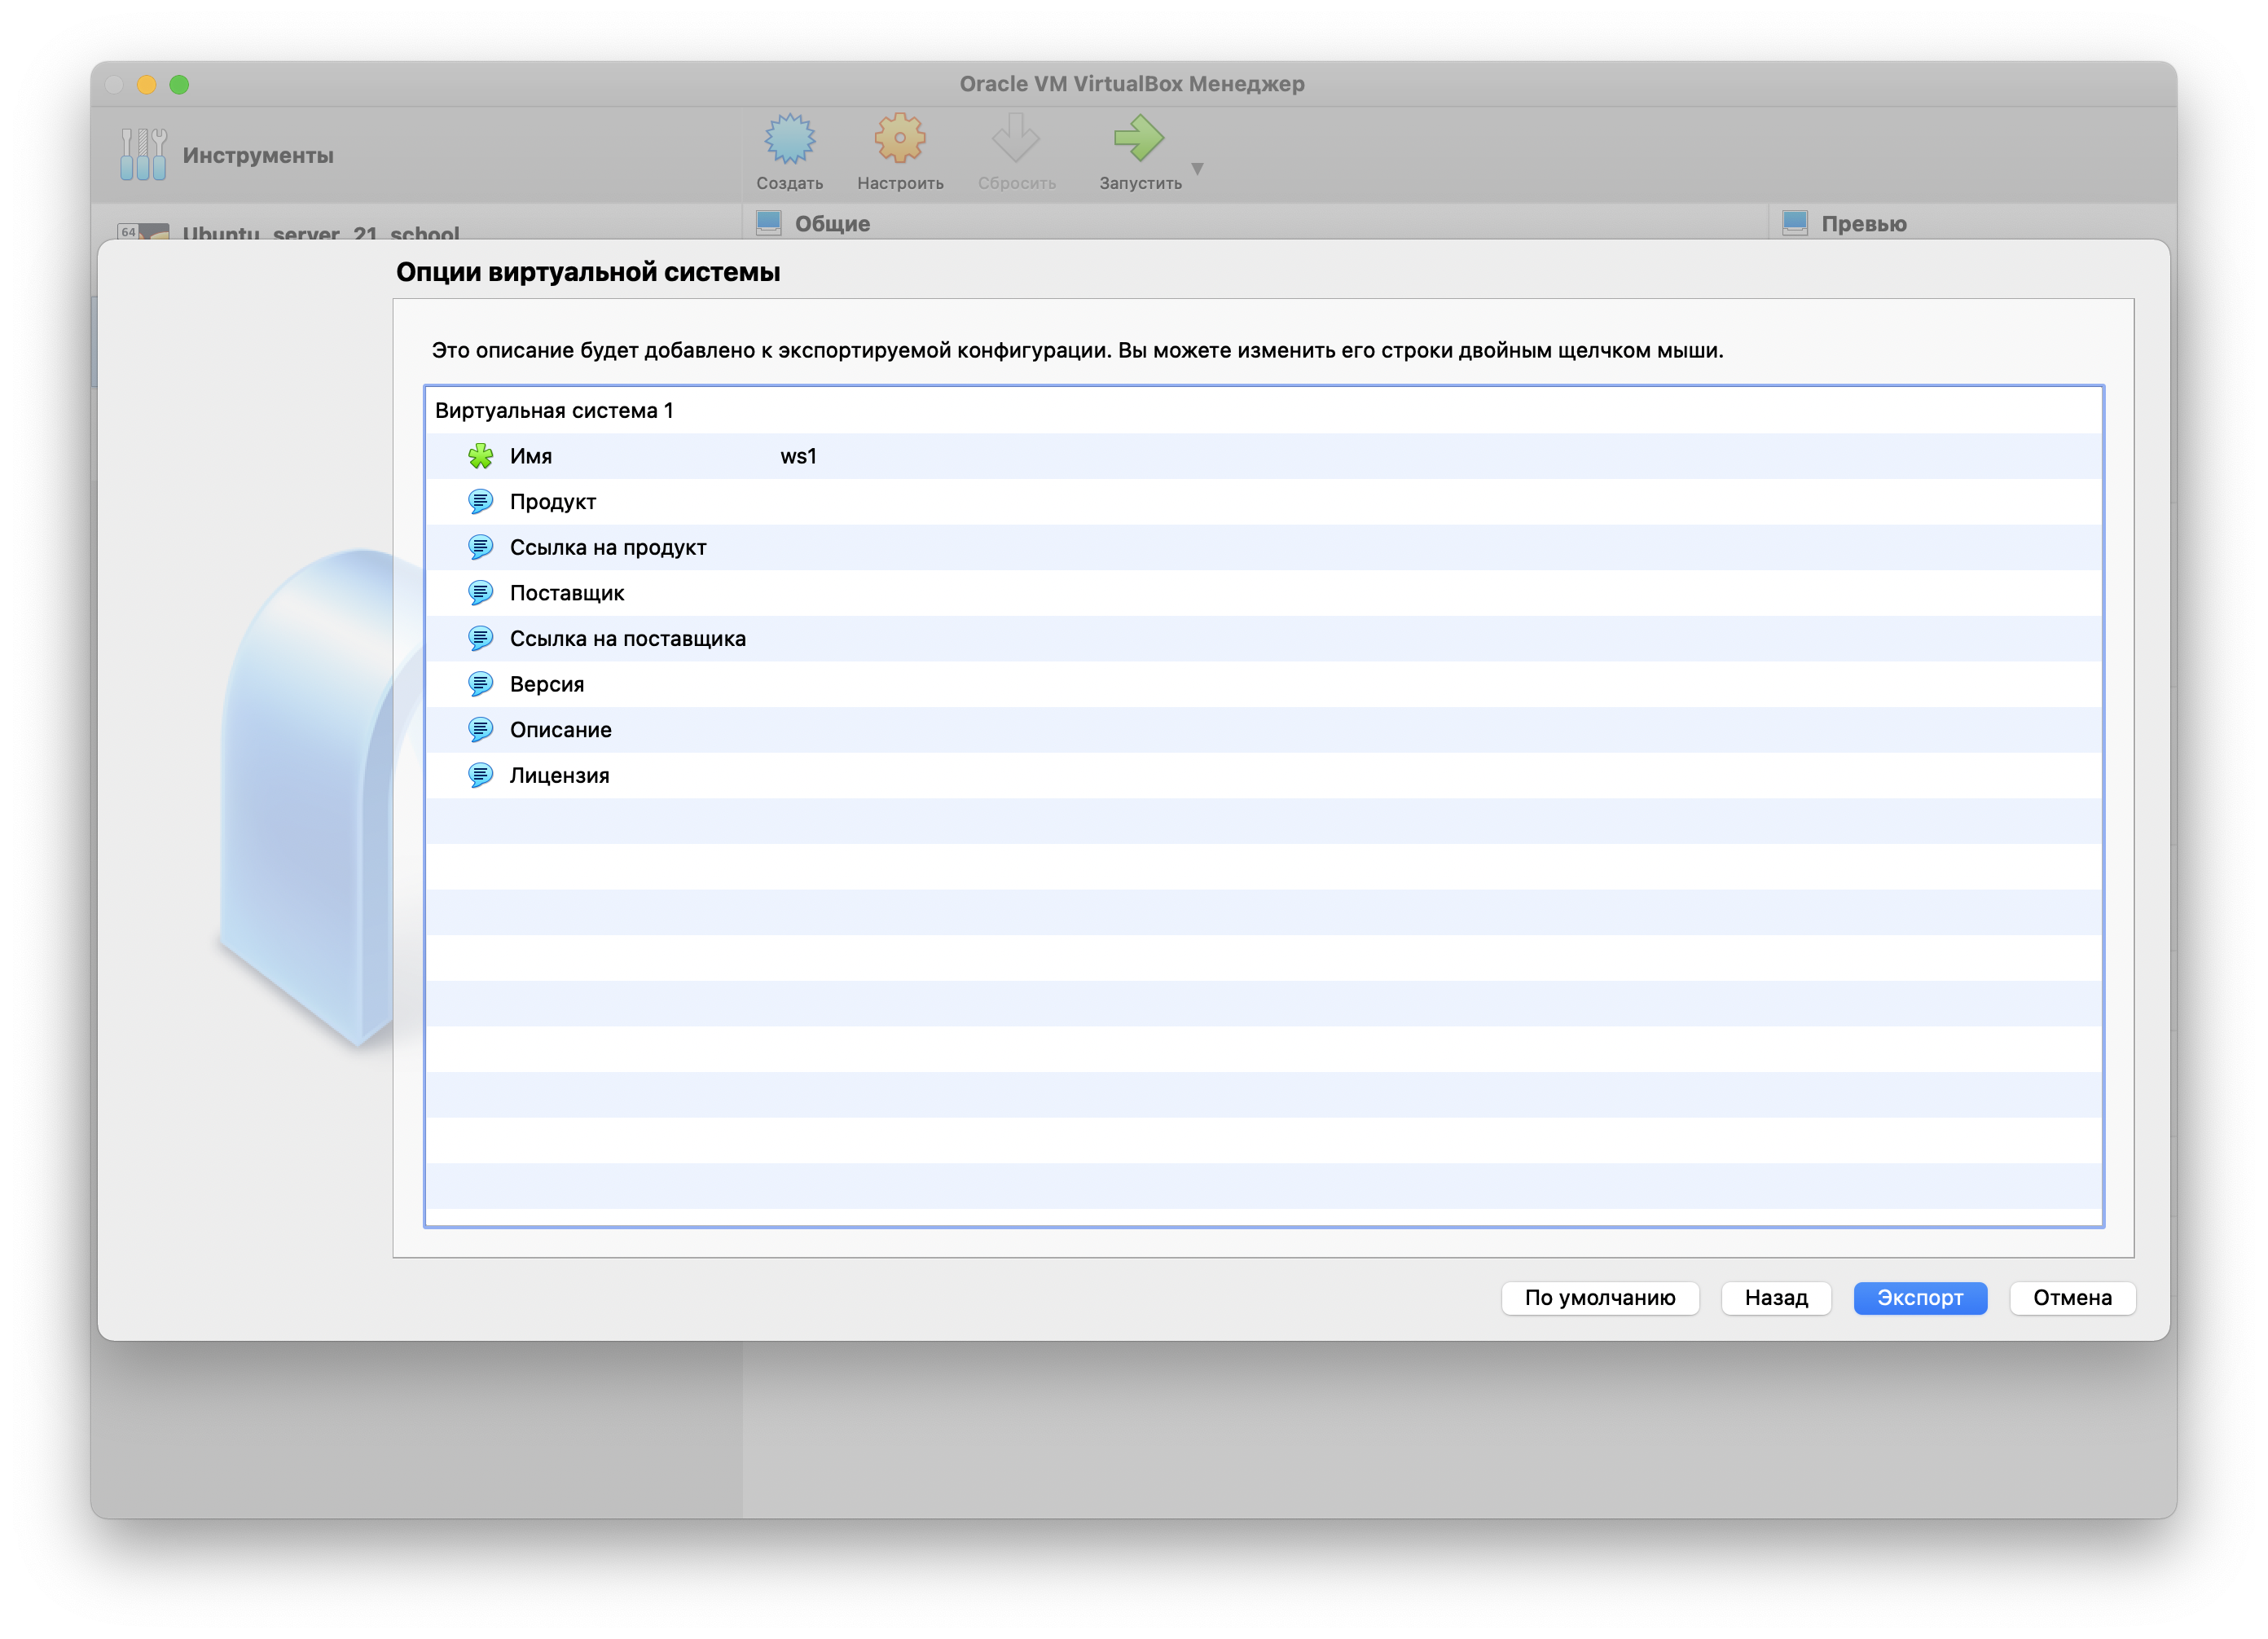 Oracle VM VirtualBox Менеджер
Инструменты
Создать
Настроить
Сбросить
Запустить
64
Ubuntu_server_21_school
Общие
Превью
Опции виртуальной системы
Это описание будет добавлено к экспортируемой конфигурации. Вы можете изменить его строки двойным щелчком мыши.
Виртуальная система 1
Имя ws1
Продукт
Ссылка на продукт
Поставщик
Ссылка на поставщика
Версия
Описание
Лицензия
По умолчанию
Назад
Экспорт
Отмена